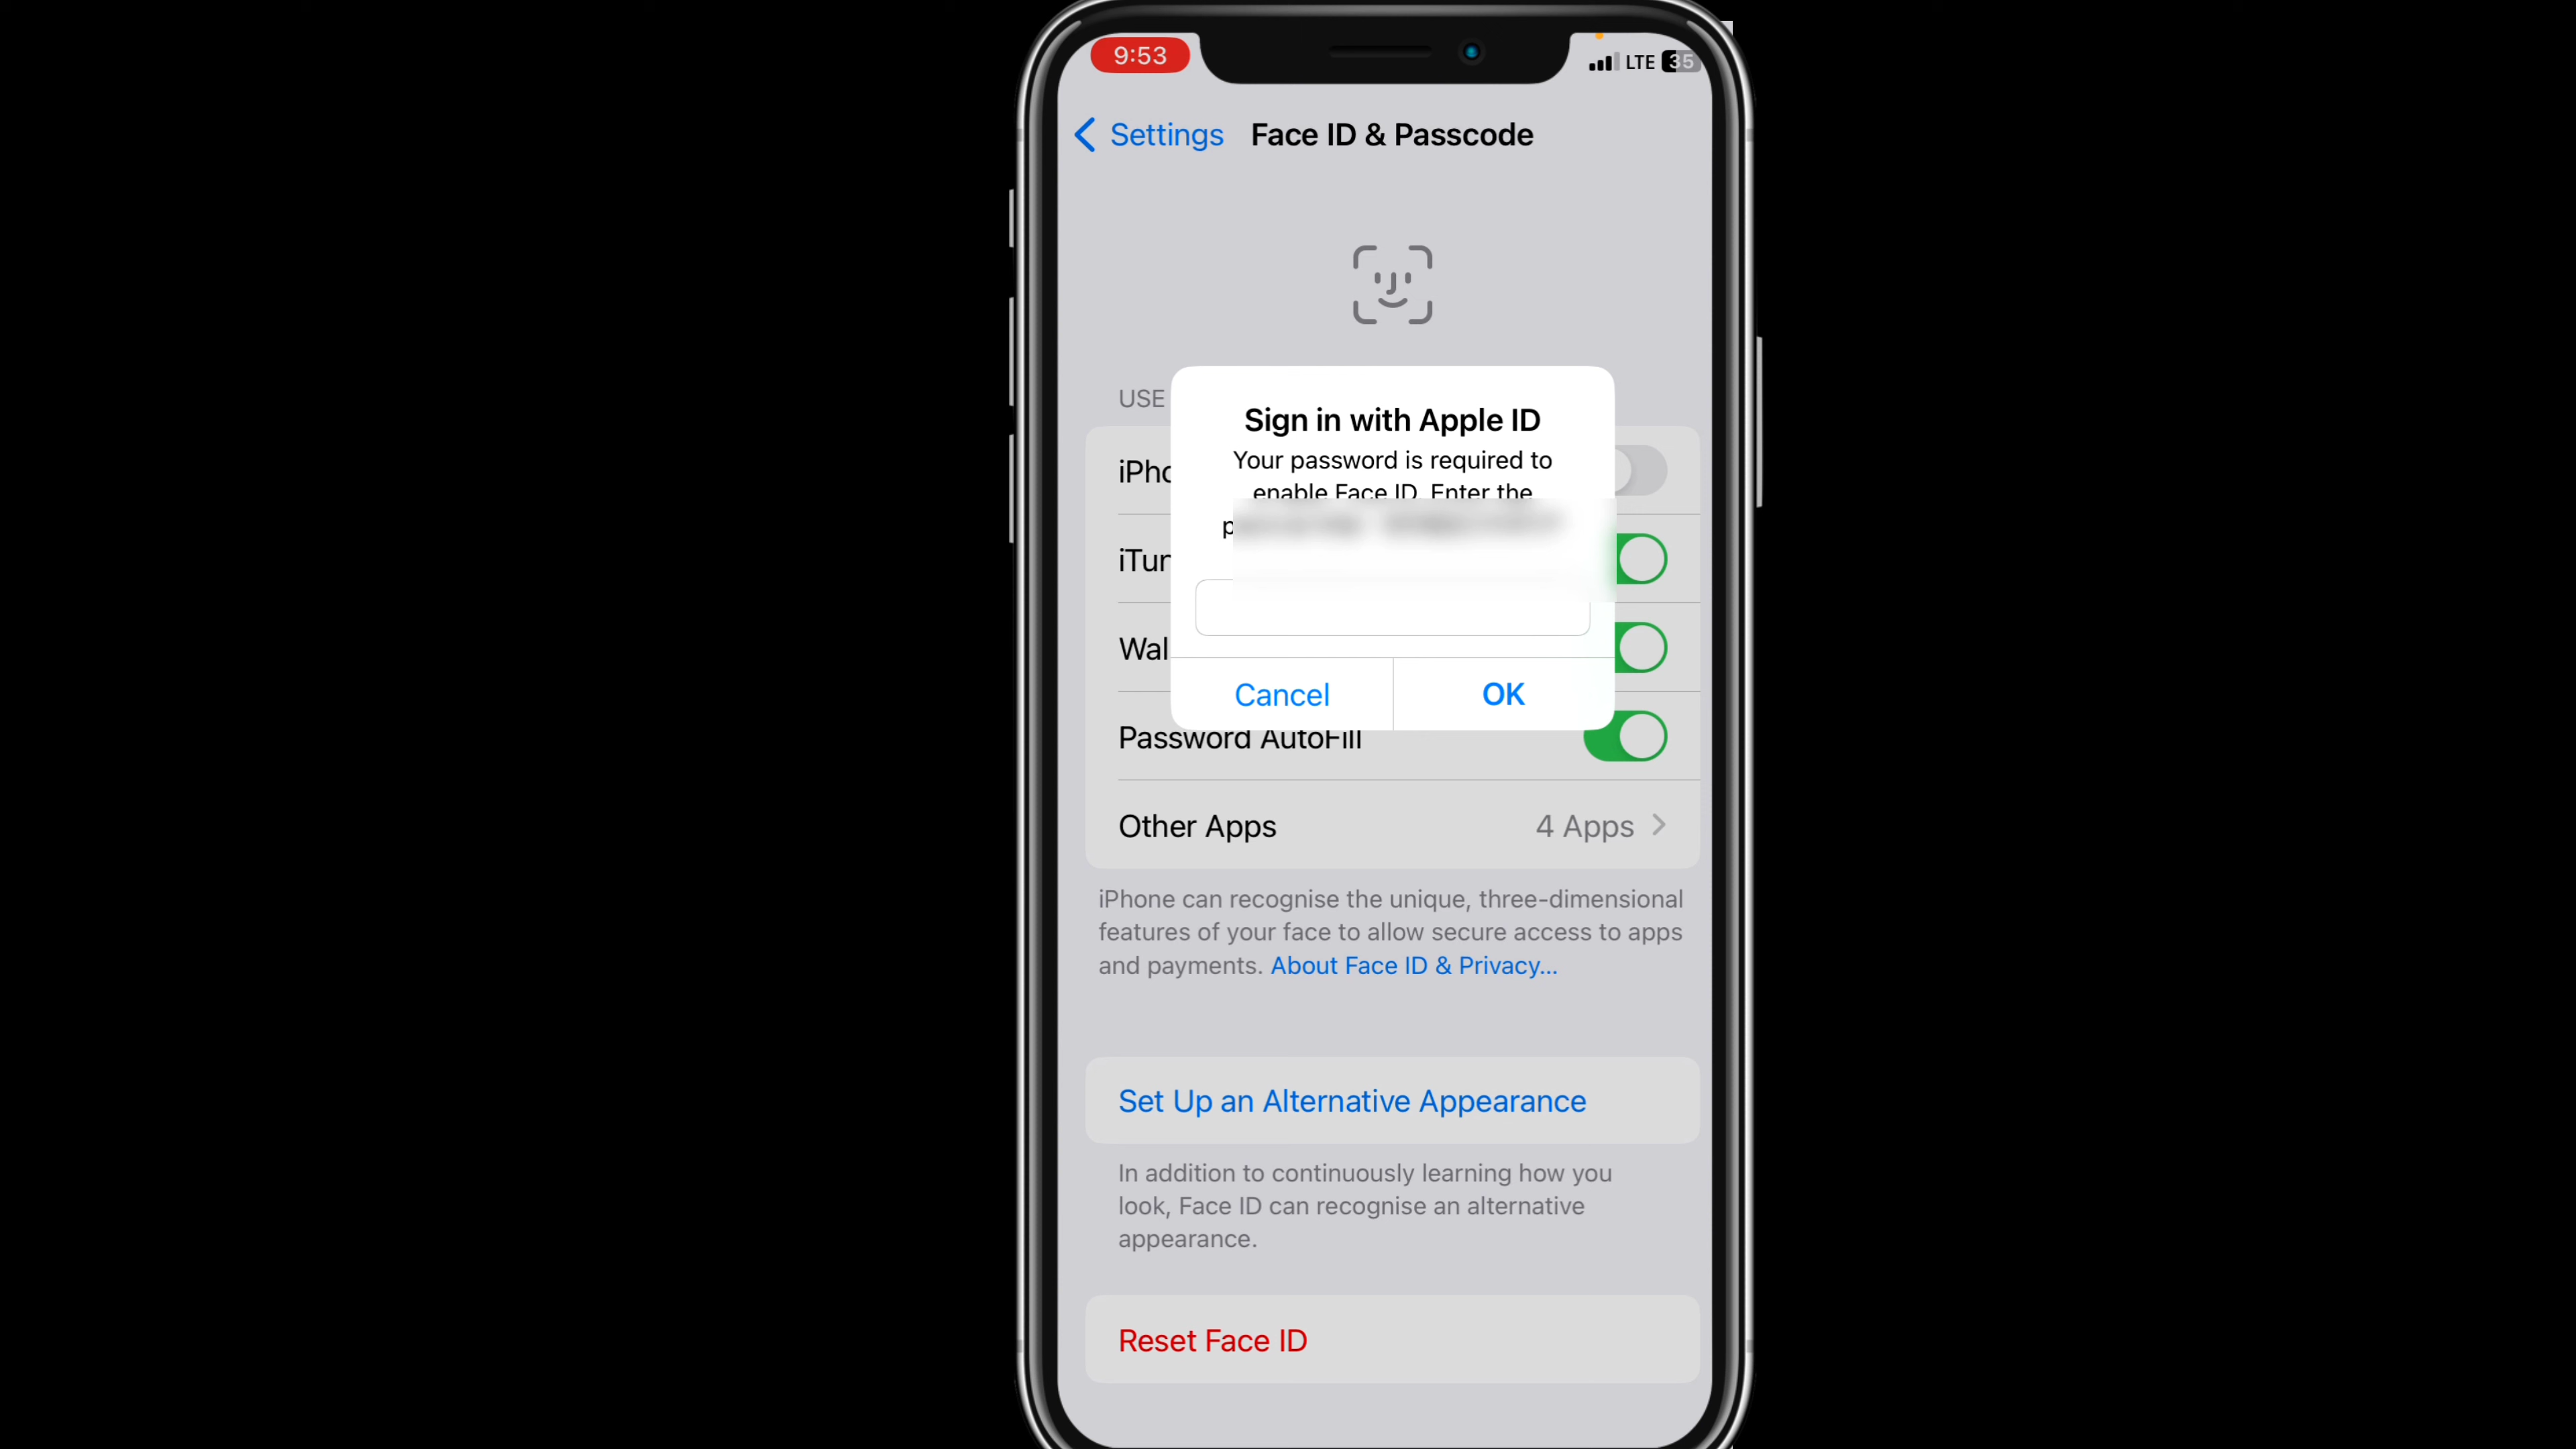 9:53
LTE 35
Settings Face ID & Passcode
USE
Sign in with Apple ID
Your password is required to
enable Face ID. Enter the
iPho
iTun
Wal
Cancel OK
Password AutoFill
Other Apps 4 Apps
iPhone can recognise the unique, three-dimensional
features of your face to allow secure access to apps
and payments. About Face ID & Privacy...
Set Up an Alternative Appearance
In addition to continuously learning how you
look, Face ID can recognise an alternative
appearance.
Reset Face ID